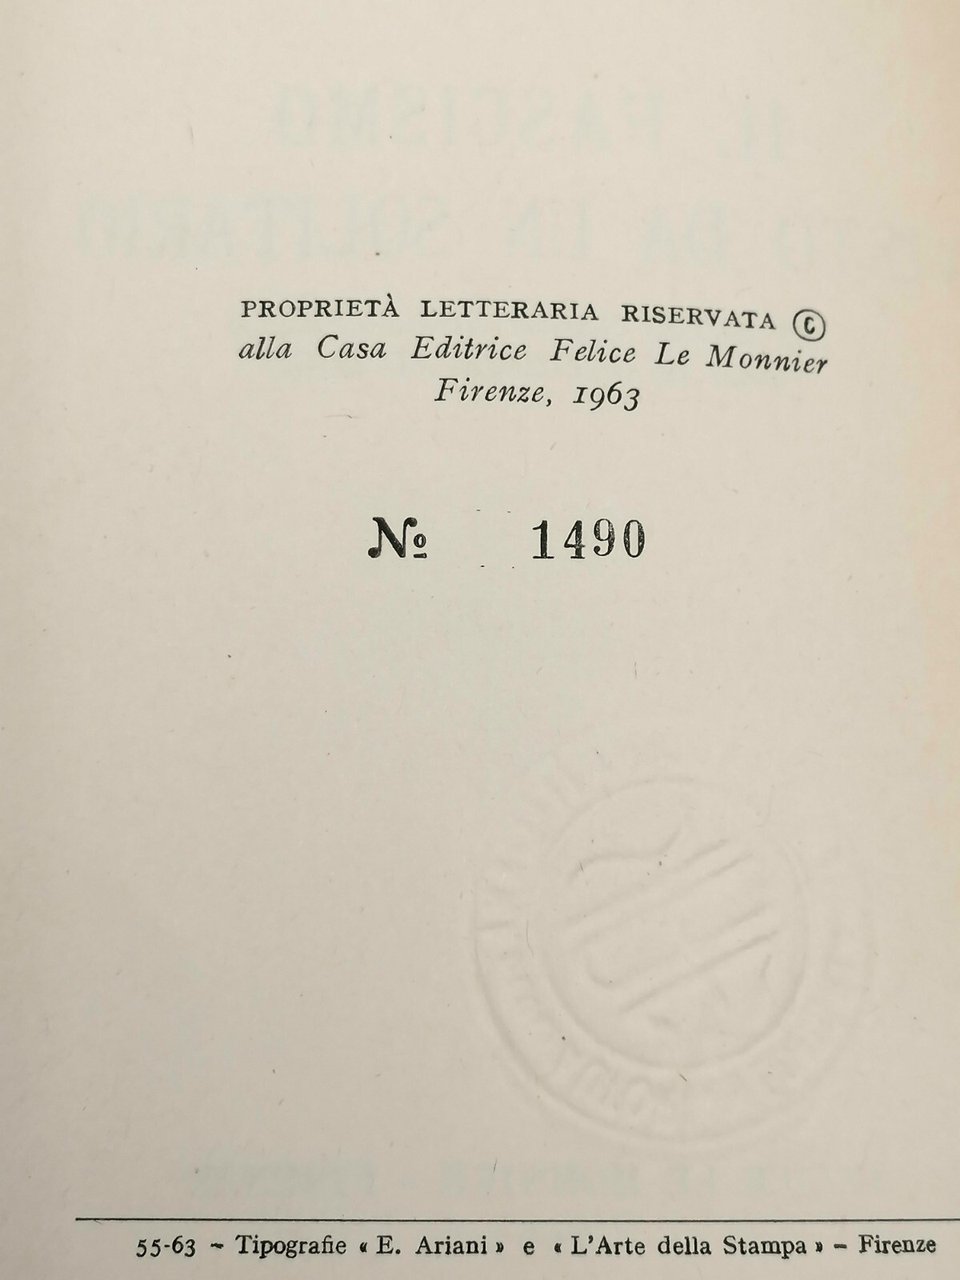 PROPRIETÀ LETTERARIA RISERVATA ©
alla Casa Editrice Felice Le Monnier
Firenze, 1963
№ 1490
55-63 – Tipografie « E. Ariani » e « L'Arte della Stampa » – Firenze